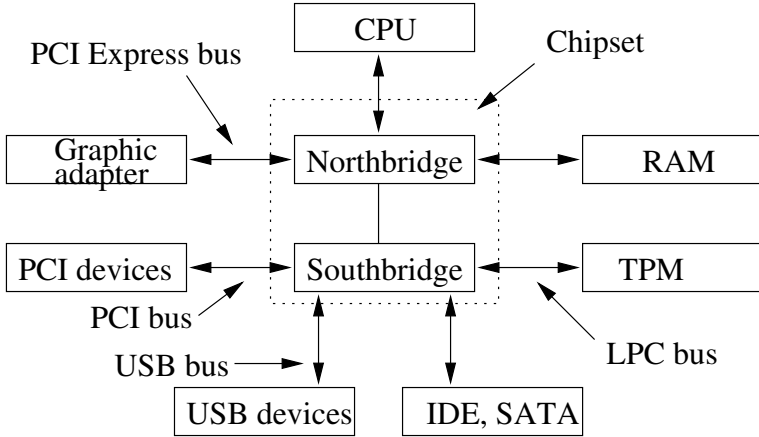 CPU
PCI Express bus
Chipset
Graphic
adapter
Northbridge
RAM
PCI devices
Southbridge
TPM
PCI bus
LPC bus
USB bus
USB devices
IDE, SATA